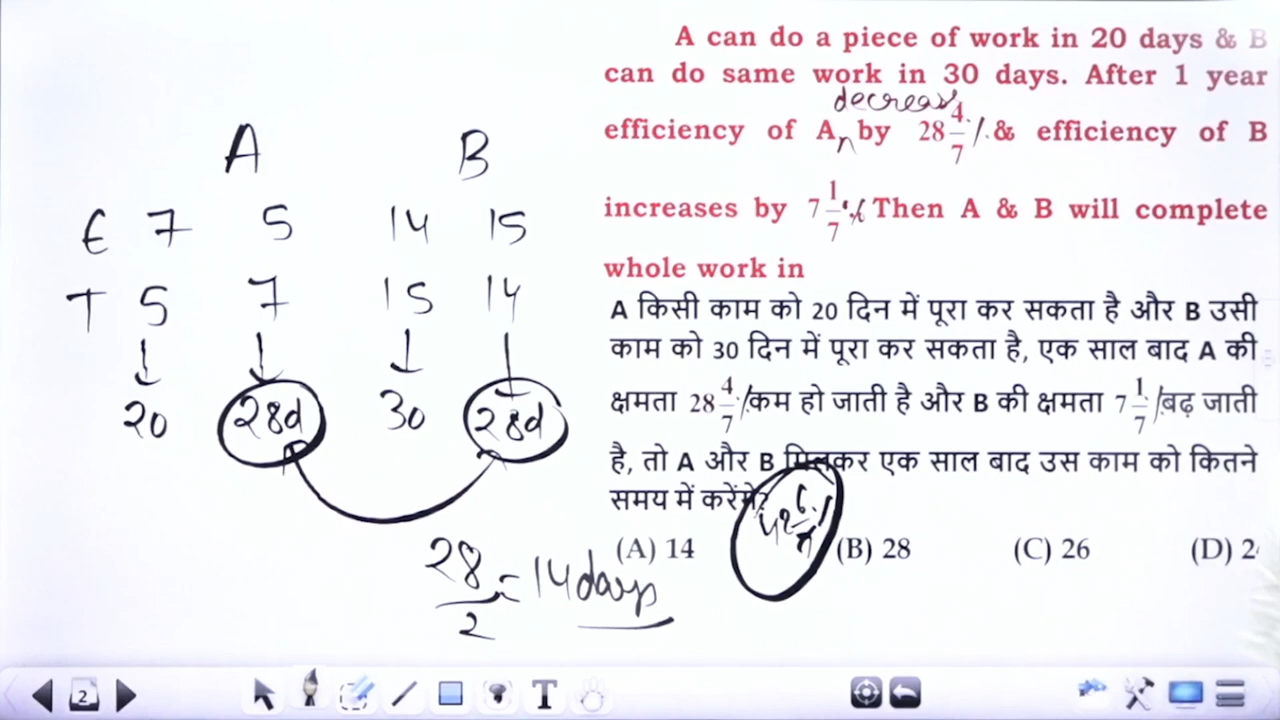 A can do a piece of work in 20 days & B
can do same work in 30 days. After 1 year
decreas
efficiency of A by 28 4/7 %. & efficiency of B
increases by 7 1/7 % Then A & B will complete
whole work in
A किसी काम को 20 दिन में पूरा कर सकता है और B उसी
काम को 30 दिन में पूरा कर सकता है, एक साल बाद A की
क्षमता 28 4/7 % कम हो जाती है और B की क्षमता 7 1/7 % बढ़ जाती
है, तो A और B मिलकर एक साल बाद उस काम को कितने
समय में करेंगे?
(A) 14 (B) 28 (C) 26 (D) 2
A B
E 7 5 14 15
T 5 7 15 14
20 28d 30 28d
28/2 = 14 days
2
T